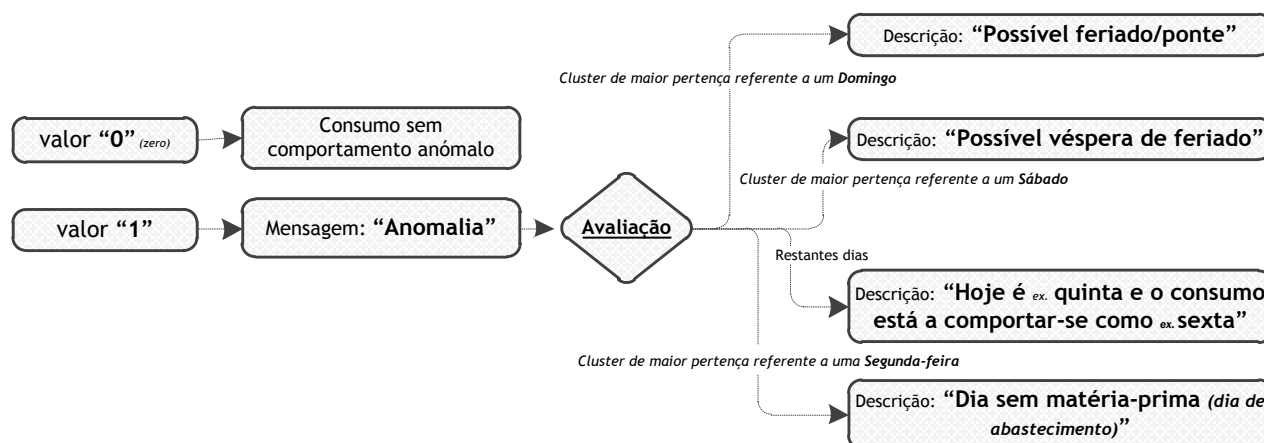 Descrição: “Possível feriado/ponte”
Cluster de maior pertença referente a um Domingo
valor “0” (zero)
Consumo sem
comportamento anómalo
Descrição: “Possível véspera de feriado”
Cluster de maior pertença referente a um Sábado
valor “1”
Mensagem: “Anomalia”
Avaliação
Restantes dias
Descrição: “Hoje é ex. quinta e o consumo
está a comportar-se como ex. sexta”
Cluster de maior pertença referente a uma Segunda-feira
Descrição: “Dia sem matéria-prima (dia de
abastecimento)”